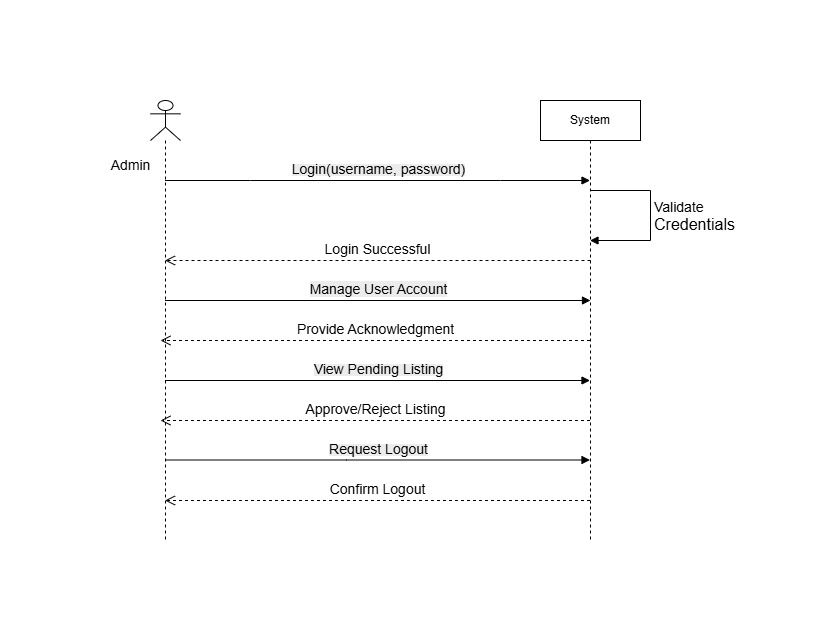 System
Admin
Login(username, password)
Validate
Credentials
Login Successful
Manage User Account
Provide Acknowledgment
View Pending Listing
Approve/Reject Listing
Request Logout
Confirm Logout